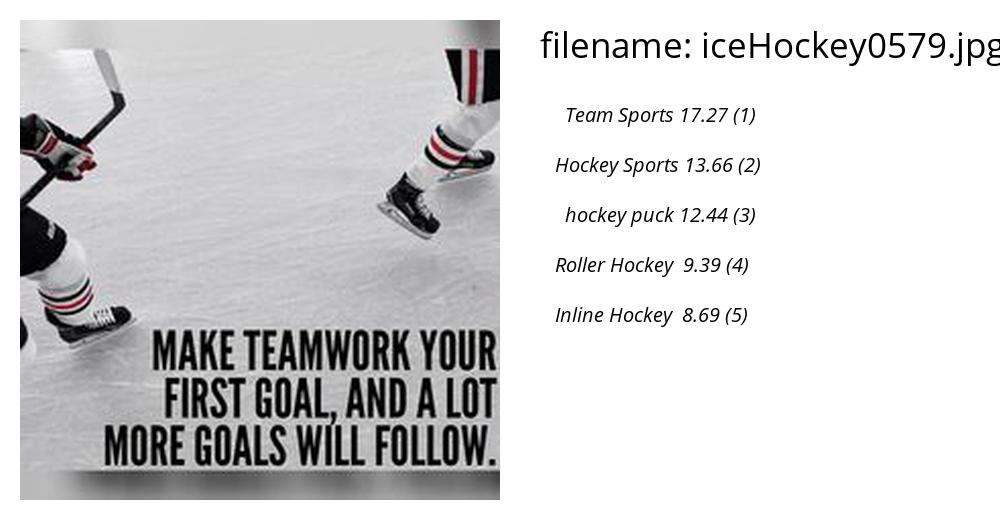 filename: iceHockey0579.jpg
Team Sports 17.27 (1)
Hockey Sports 13.66 (2)
hockey puck 12.44 (3)
Roller Hockey 9.39 (4)
Inline Hockey 8.69 (5)
MAKE TEAMWORK YOUR
FIRST GOAL, AND A LOT
MORE GOALS WILL FOLLOW.